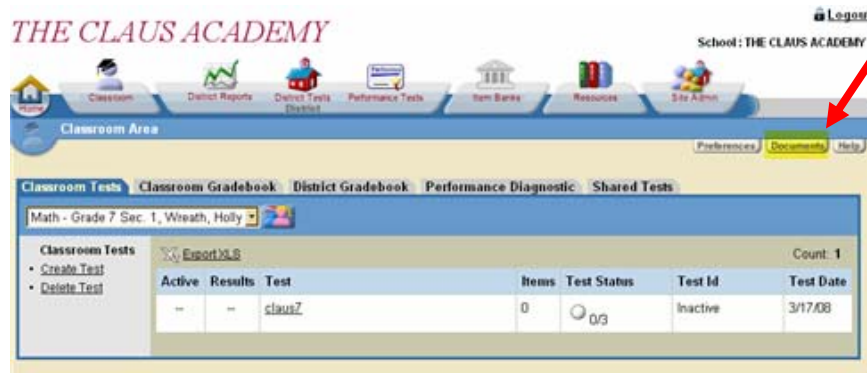 Logou
THE CLAUS ACADEMY
School: THE CLAUS ACADEMY
Home Classroom District Reports District Tests Performance Tests Item Banks Resources Site Admin
District
Classroom Area
Preferences Documents Help
Classroom Tests Classroom Gradebook District Gradebook Performance Diagnostic Shared Tests
Math - Grade 7 Sec. 1, Wreath, Holly
Classroom Tests Export XLS Count: 1
• Create Test
• Delete Test
Active Results Test Items Test Status Test Id Test Date
-- -- claus7 0 0/3 Inactive 3/17/08